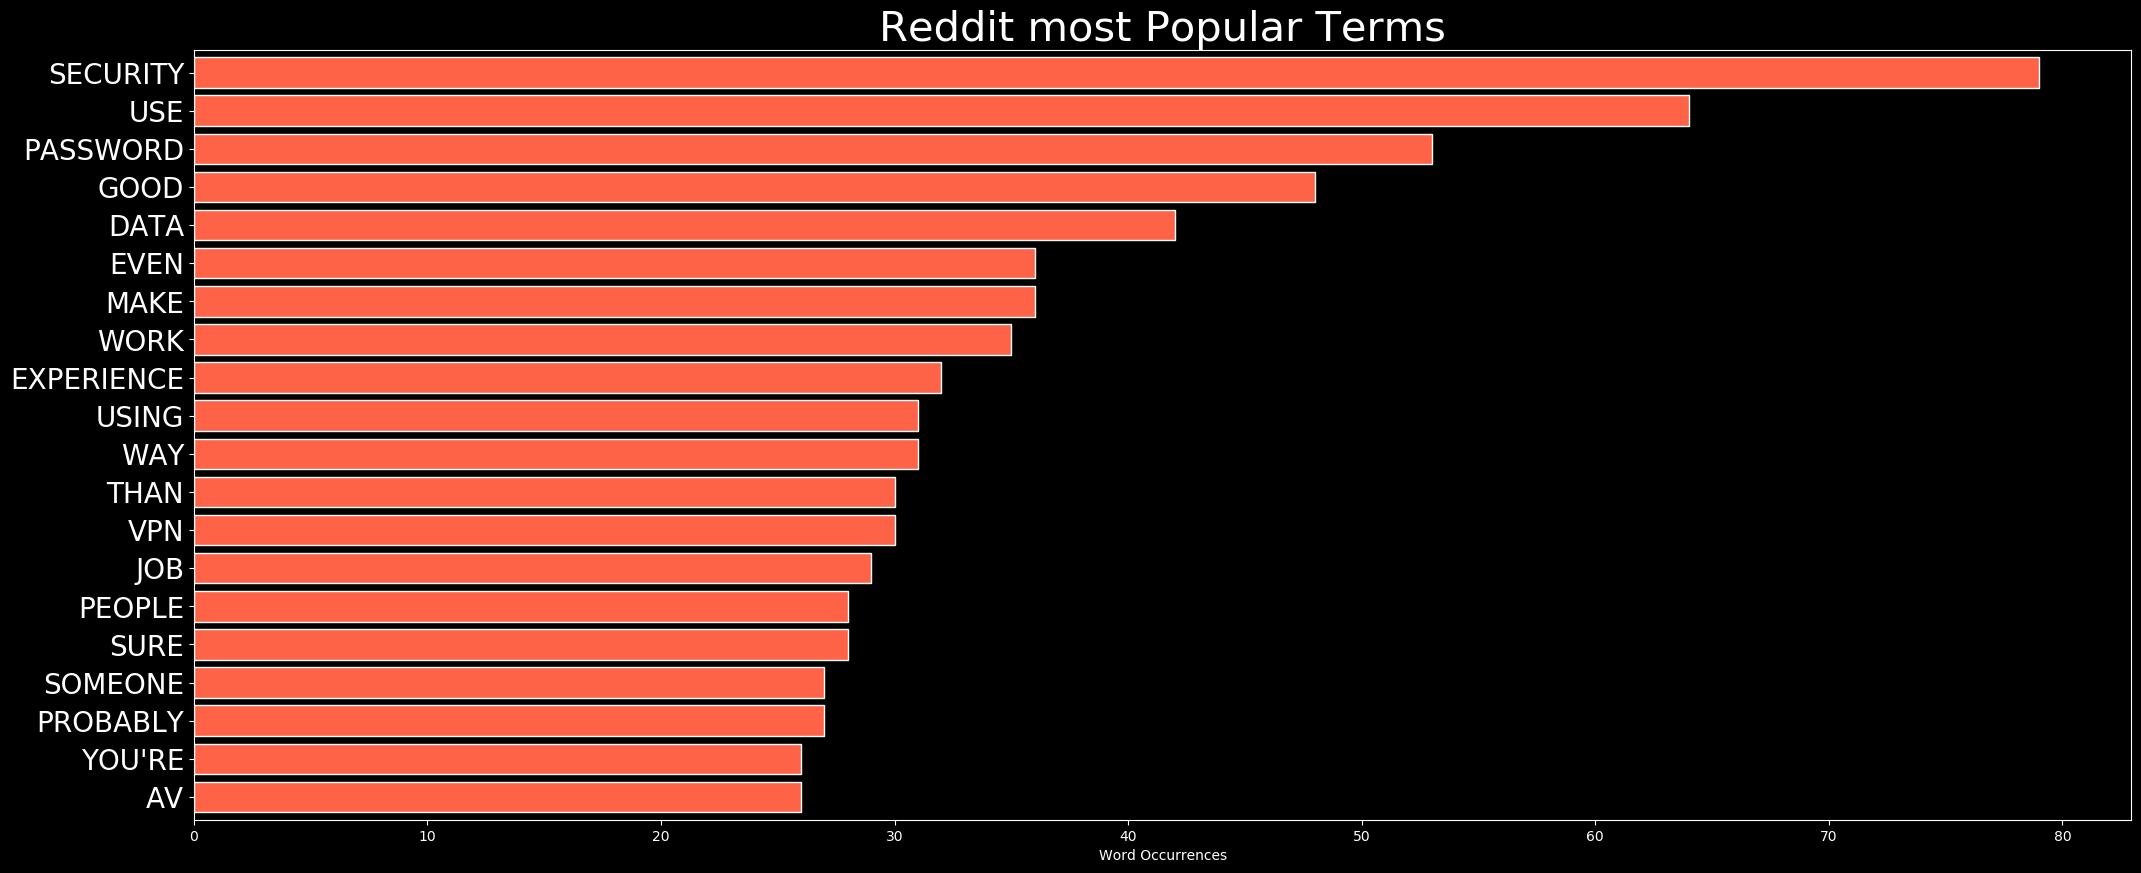 Reddit most Popular Terms
SECURITY
USE
PASSWORD
GOOD
DATA
EVEN
MAKE
WORK
EXPERIENCE
USING
WAY
THAN
VPN
JOB
PEOPLE
SURE
SOMEONE
PROBABLY
YOU'RE
AV
0 10 20 30 40 50 60 70 80
Word Occurrences